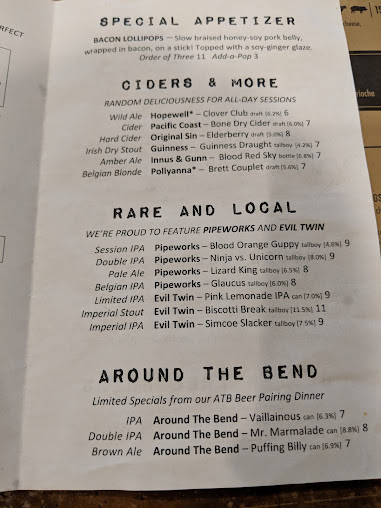 RFECT
SPECIAL APPETIZER
BACON LOLLIPOPS — Slow braised honey-soy pork belly,
wrapped in bacon, on a stick! Topped with a soy-ginger glaze.
Order of Three 11 Add-a-Pop 3
CIDERS & MORE
RANDOM DELICIOUSNESS FOR ALL-DAY SESSIONS
Wild Ale Hopewell* – Clover Club draft [6.2%] 6
Cider Pacific Coast – Bone Dry Cider draft [6.0%] 7
Hard Cider Original Sin – Elderberry draft [5.0%] 8
Irish Dry Stout Guinness – Guinness Draught tallboy [4.2%] 7
Amber Ale Innus & Gunn – Blood Red Sky bottle [6.8%] 7
Belgian Blonde Pollyanna* – Brett Couplet draft [5.6%] 7
RARE AND LOCAL
WE'RE PROUD TO FEATURE PIPEWORKS AND EVIL TWIN
Session IPA Pipeworks – Blood Orange Guppy tallboy [4.6%] 9
Double IPA Pipeworks – Ninja vs. Unicorn tallboy [8.0%] 9
Pale Ale Pipeworks – Lizard King tallboy [6.5%] 8
Belgian IPA Pipeworks – Glaucus tallboy [6.0%] 8
Limited IPA Evil Twin – Pink Lemonade IPA can [7.0%] 9
Imperial Stout Evil Twin – Biscotti Break tallboy [11.5%] 11
Imperial IPA Evil Twin – Simcoe Slacker tallboy [7.5%] 9
AROUND THE BEND
Limited Specials from our ATB Beer Pairing Dinner
IPA Around The Bend – Vaillainous can [6.3%] 7
Double IPA Around The Bend – Mr. Marmalade can [8.8%] 8
Brown Ale Around The Bend – Puffing Billy can [6.9%] 7
cheese,
rioche